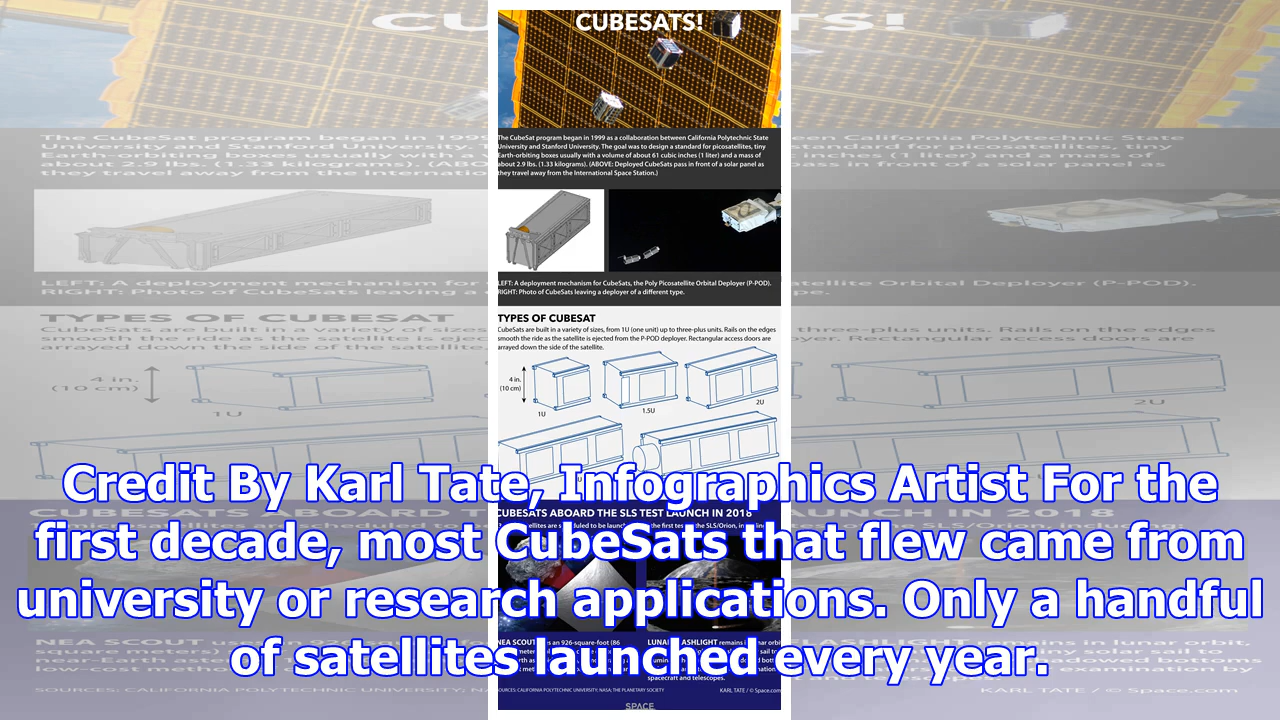 CUBESATS!
The CubeSat program began in 1999 as a collaboration between California Polytechnic State
University and Stanford University. The goal was to design a standard for picosatellites, tiny
Earth-orbiting boxes usually with a volume of about 61 cubic inches (1 liter) and a mass of
about 2.9 lbs. (1.33 kilograms). (ABOVE: Deployed CubeSats pass in front of a solar panel as
they travel away from the International Space Station.)
LEFT: A deployment mechanism for CubeSats, the Poly Picosatellite Orbital Deployer (P-POD).
RIGHT: Photo of CubeSats leaving a deployer of a different type.
TYPES OF CUBESAT
CubeSats are built in a variety of sizes, from 1U (one unit) up to three-plus units. Rails on the edges
smooth the ride as the satellite is ejected from the P-POD deployer. Rectangular access doors are
arrayed down the side of the satellite.
4 in.
(10 cm)
1U
1.5U
2U
Credit By Karl Tate, Infographics Artist For the
first decade, most CubeSats that flew came from
university or research applications. Only a handful
of satellites launched every year.
CUBESATS ABOARD THE SLS TEST LAUNCH IN 2018
NEA SCOUT
spacecraft and telescopes.
SOURCES: CALIFORNIA POLYTECHNIC UNIVERSITY; NASA; THE PLANETARY SOCIETY
KARL TATE / © Space.com
SPACE